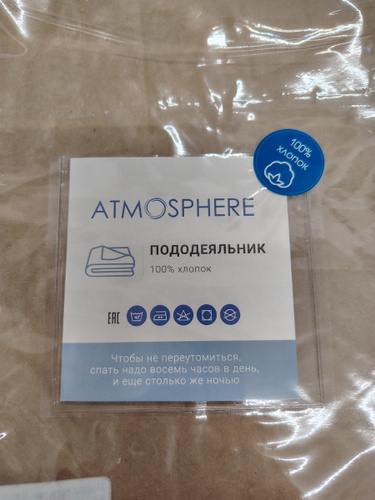 100%
ХЛОПОК
ATMOSPHERE
ПОДОДЕЯЛЬНИК
100% хлопок
EAC
Чтобы не переутомиться,
спать надо восемь часов в день,
и еще столько же ночью